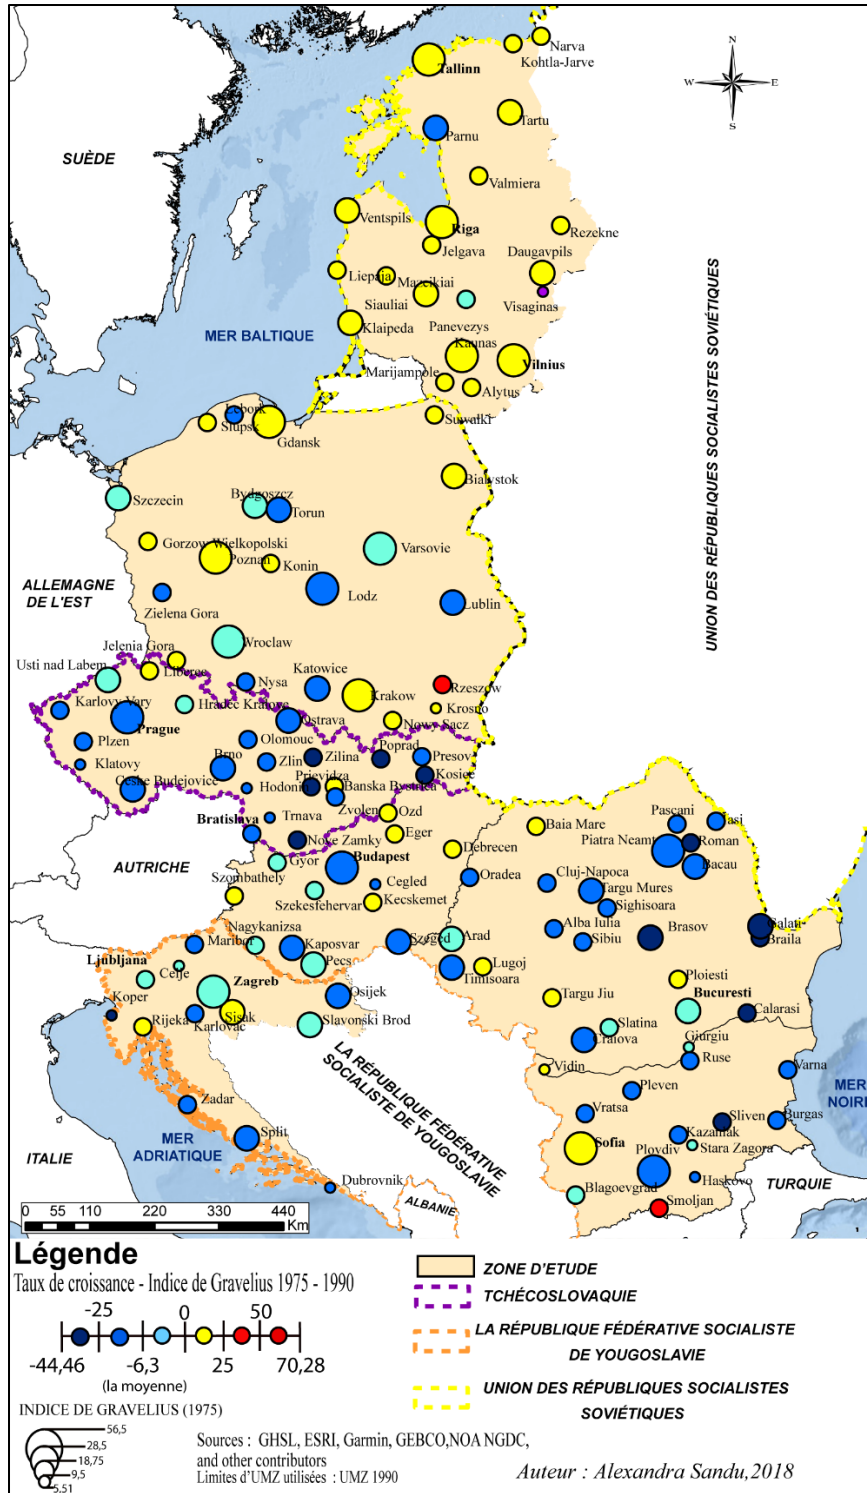 Narva
Kohtla-Jarve
Tallinn
N
W
E
S
Tartu
Parnu
SUÈDE
Valmiera
Ventspils
Riga
Rezekne
Jelgava
Daugavpils
Liepaja
Mazeikiai
Siauliai
Visaginas
MER BALTIQUE
Klaipeda
Panevezys
Kaunas
Vilnius
Marijampole
Alytus
UNION DES RÉPUBLIQUES SOCIALISTES SOVIÉTIQUES
Lebork
Slupsk
Suwalki
Gdansk
Bialystok
Szczecin
Bydgoszcz
Torun
Gorzow Wielkopolski
Varsovie
Poznan
Konin
ALLEMAGNE
DE L'EST
Lodz
Lublin
Zielena Gora
Wroclaw
Jelenia Gora
Usti nad Labem
Liberec
Katowice
Nysa
Rzeszow
Krakow
Karlovy Vary
Hradec Kralove
Krosno
Prague
Ostrava
Nowy Sacz
Plzen
Olomouc
Klatovy
Brno
Zlin
Zilina
Poprad
Presov
Ceske Budejovice
Prievidza
Kosice
Hodonin
Banska Bystrica
Zvolen
Ozd
Trnava
Bratislava
Nove Zamky
Eger
Pascani
Iasi
Baia Mare
Piatra Neamt
Roman
AUTRICHE
Budapest
Debrecen
Gyor
Bacau
Szombathely
Cegled
Oradea
Cluj-Napoca
Targu Mures
Szekesfehervar
Kecskemet
Sighisoara
Nagykanizsa
Alba Iulia
Brasov
Galati
Maribor
Kaposvar
Szeged
Arad
Sibiu
Braila
Ljubljana
Celje
Pecs
Timisoara
Lugoj
Ploiesti
Zagreb
Osijek
Targu Jiu
Bucuresti
Koper
Sisak
Calarasi
Rijeka
Karlovac
Slavonski Brod
Slatina
Craiova
Giurgiu
LA RÉPUBLIQUE FÉDÉRATIVE
SOCIALISTE DE YOUGOSLAVIE
Vidin
Ruse
Varna
Pleven
MER
NOIRE
Zadar
Vratsa
Sliven
Burgas
MER
ADRIATIQUE
Split
Sofia
Kazanlak
Stara Zagora
ITALIE
Plovdiv
Haskovo
TURQUIE
Dubrovnik
Blagoevgrad
Smoljan
ALBANIE
0 55 110 220 330 440
Km
Légende
Taux de croissance - Indice de Gravelius 1975 - 1990
-25 0 50
-44,46 -6,3 25 70,28
(la moyenne)
INDICE DE GRAVELIUS (1975)
56,5
28,5
18,75
9,5
5,51
ZONE D'ETUDE
TCHÉCOSLOVAQUIE
LA RÉPUBLIQUE FÉDÉRATIVE SOCIALISTE
DE YOUGOSLAVIE
UNION DES RÉPUBLIQUES SOCIALISTES
SOVIÉTIQUES
Sources : GHSL, ESRI, Garmin, GEBCO,NOA NGDC,
and other contributors
Limites d'UMZ utilisées : UMZ 1990
Auteur : Alexandra Sandu,2018